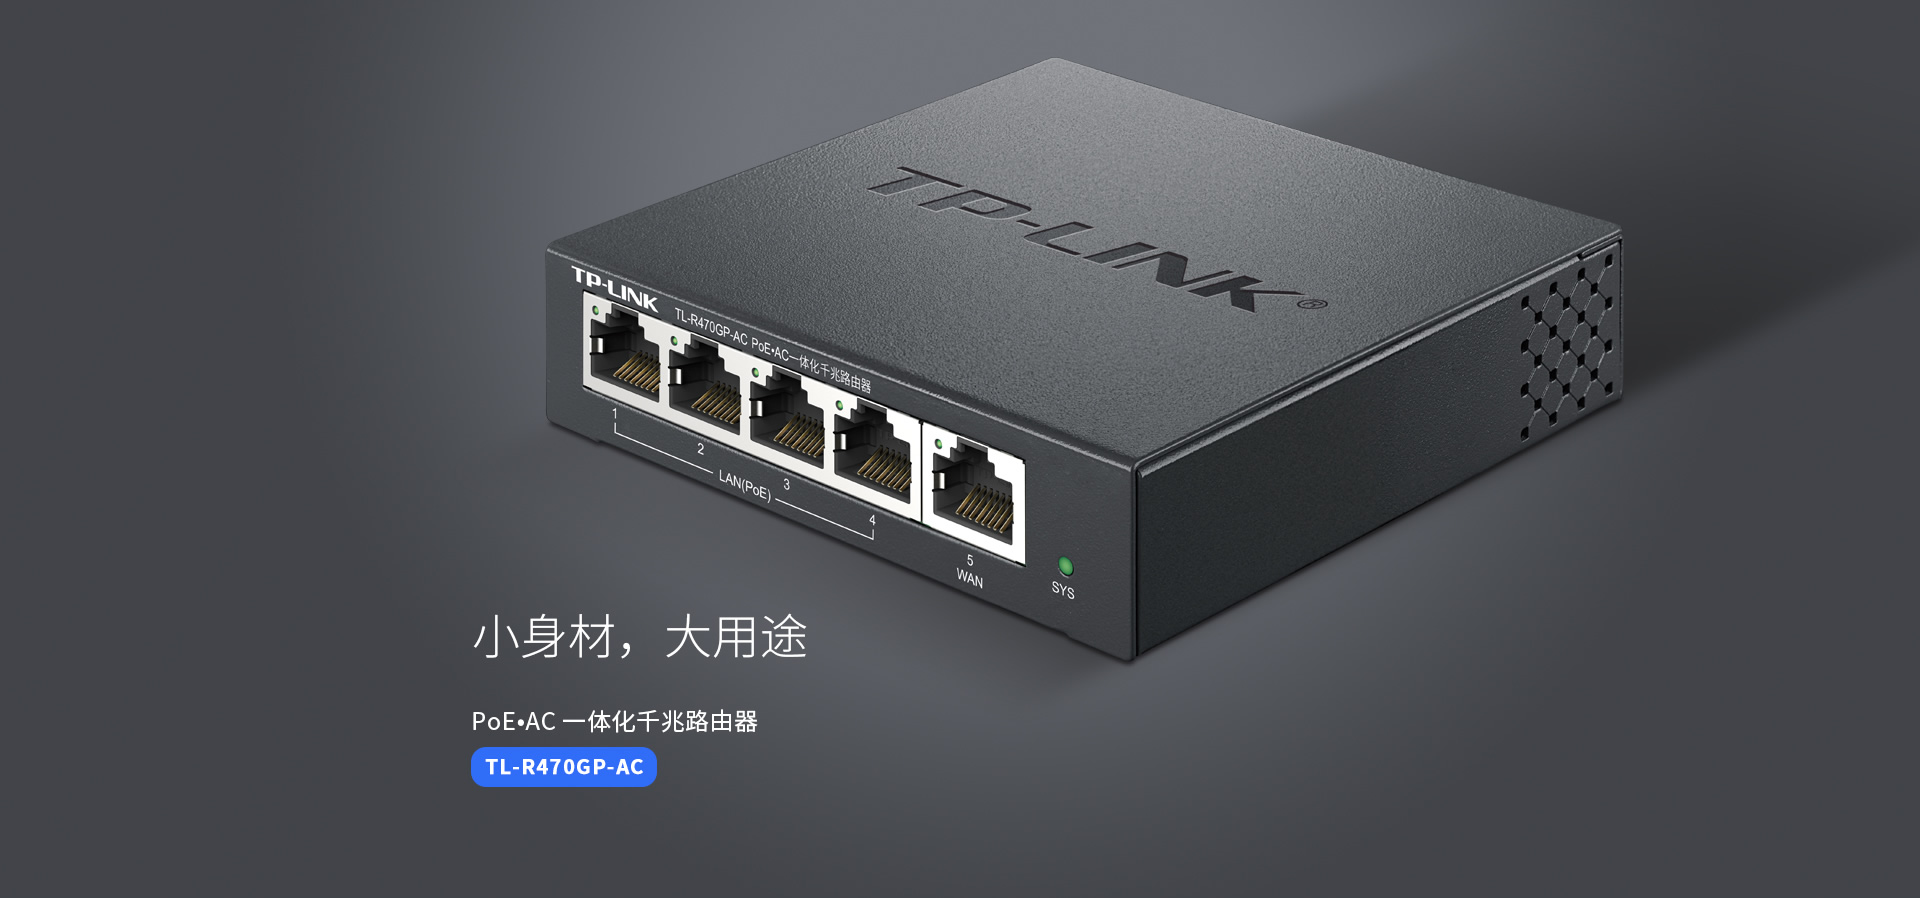 TP-LINK®
TP-LINK
TL-R470GP-AC PoE•AC一体化千兆路由器
1
2
3
4
LAN(PoE)
5
WAN
SYS
小身材，大用途
PoE•AC 一体化千兆路由器
TL-R470GP-AC